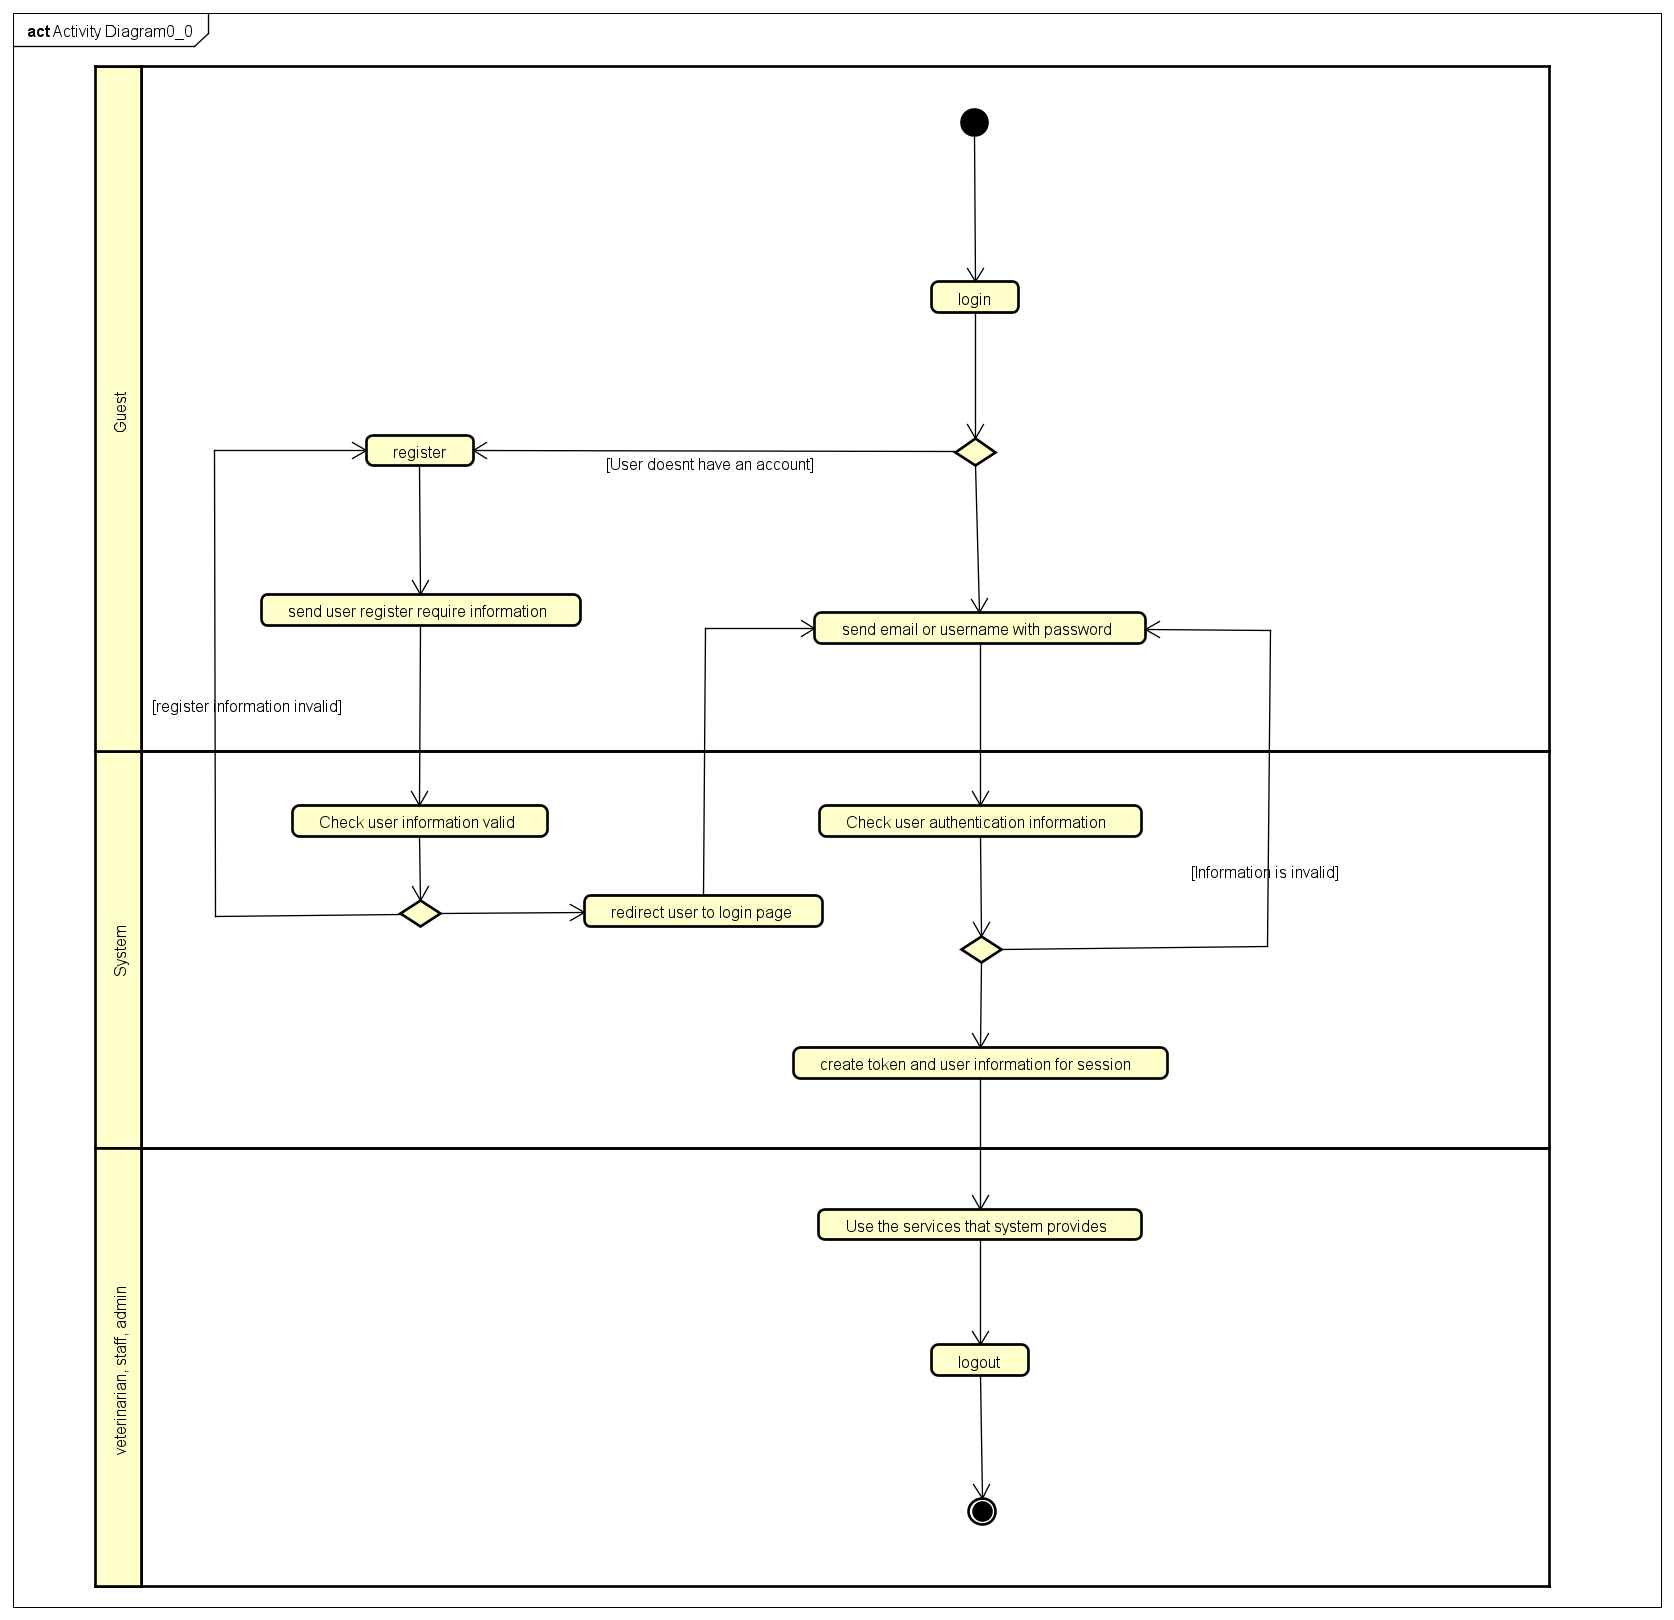 act Activity Diagram0_0
Guest
login
register
[User doesnt have an account]
send user register require information
send email or username with password
[register information invalid]
System
Check user information valid
Check user authentication information
[Information is invalid]
redirect user to login page
create token and user information for session
veterinarian, staff, admin
Use the services that system provides
logout